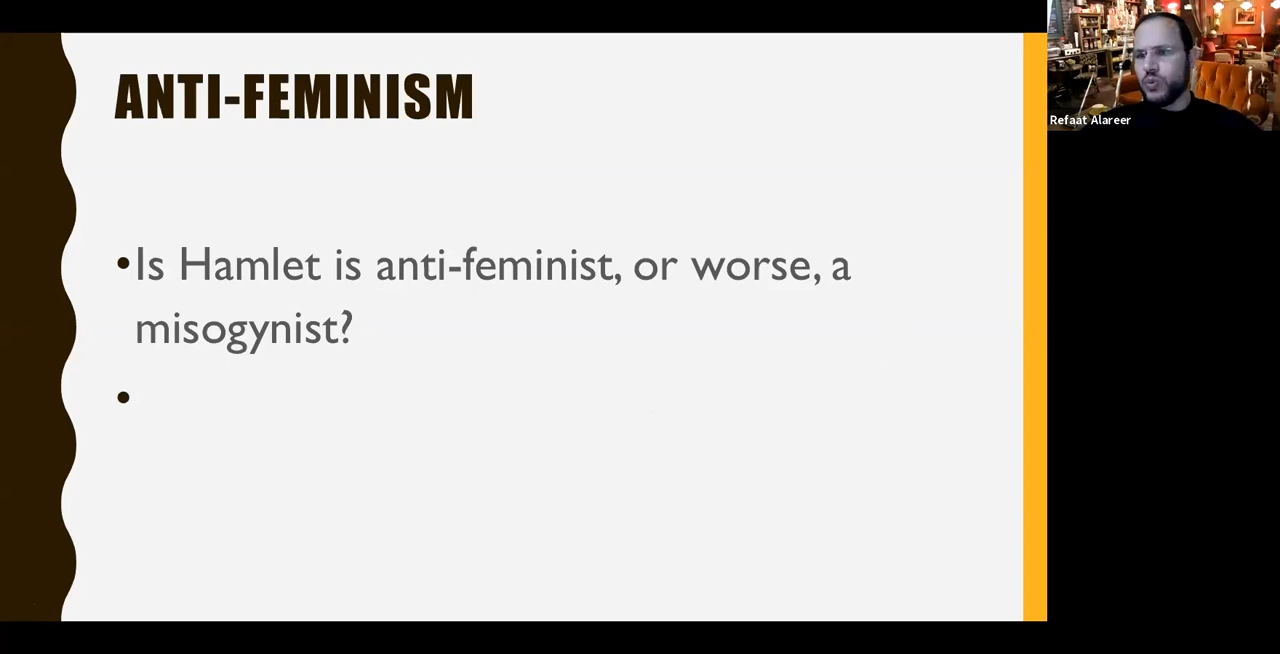 ANTI-FEMINISM
•Is Hamlet is anti-feminist, or worse, a
misogynist?
•
Refaat Alareer